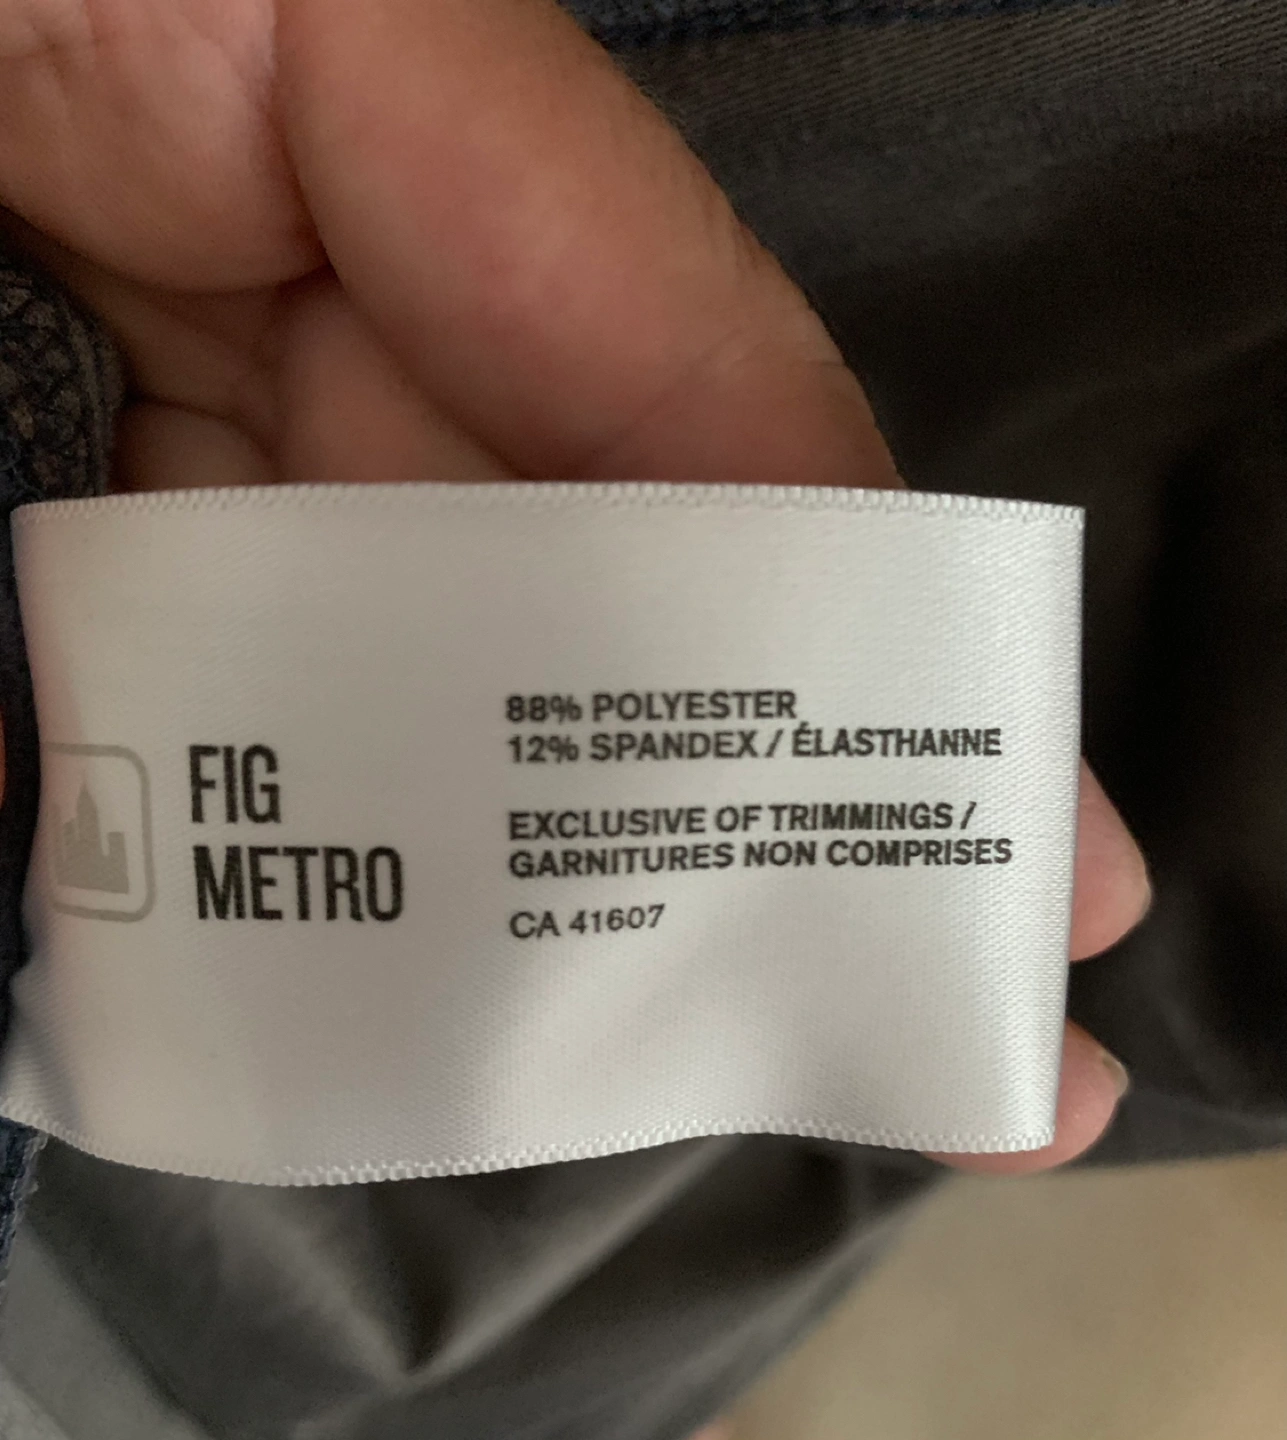 FIG
METRO
88% POLYESTER
12% SPANDEX / ÉLASTHANNE
EXCLUSIVE OF TRIMMINGS /
GARNITURES NON COMPRISES
CA 41607